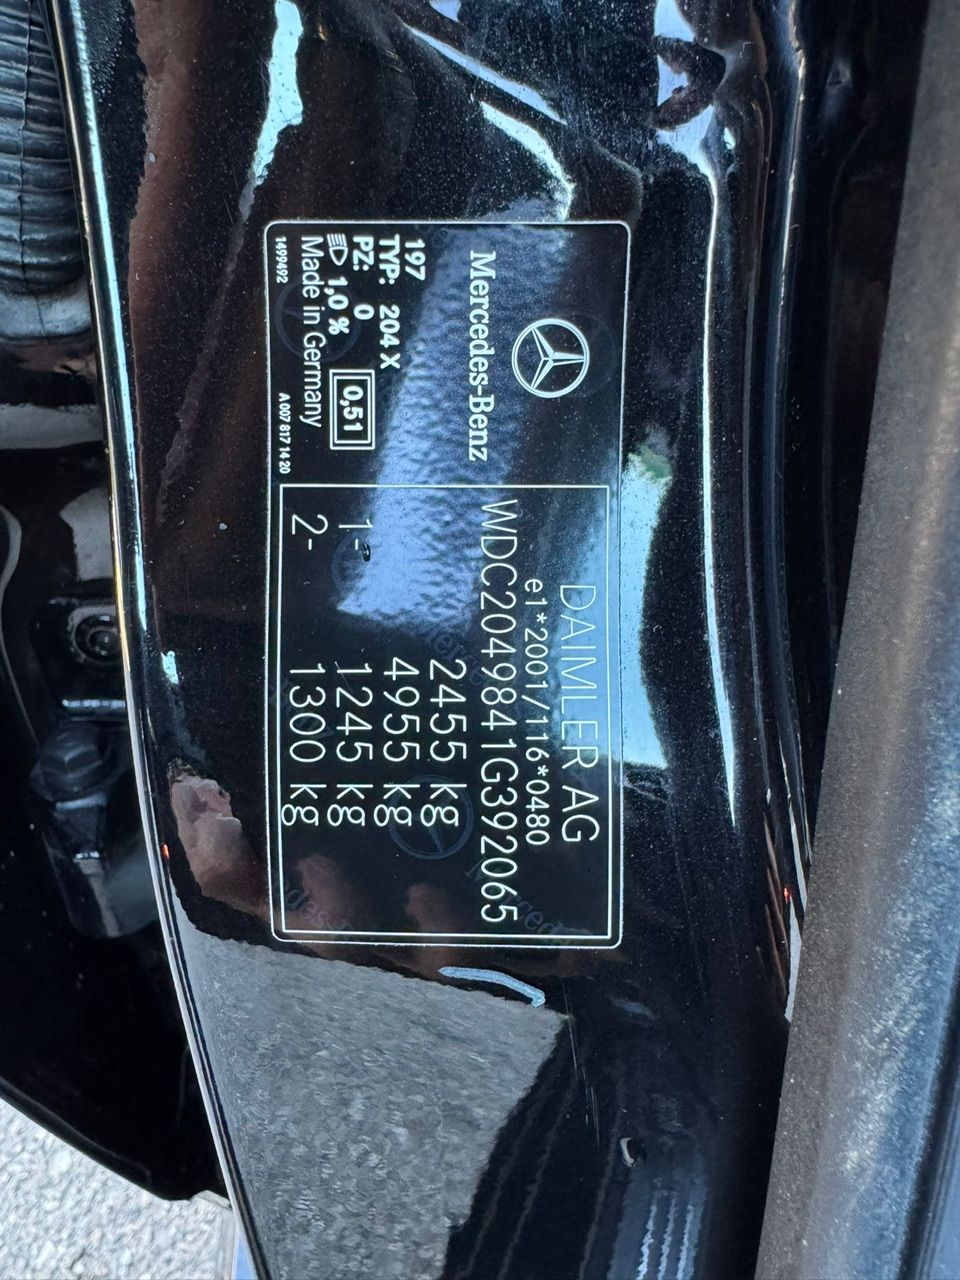 Mercedes-Benz
197
TYP: 204 X
PZ: 0
1,0 %
0,51
Made in Germany
1499492
A 007 817 14 20
DAIMLER AG
e1*2001/116*0480
WDC2049841G392065
2455 kg
4955 kg
1- 1245 kg
2- 1300 kg